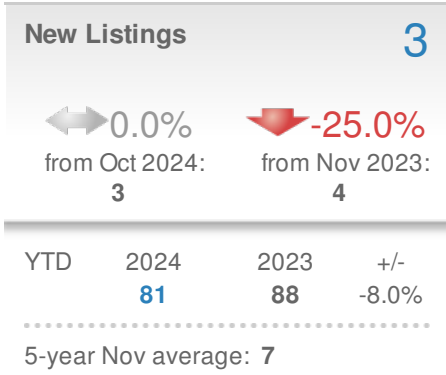 New Listings 3
0.0% -25.0%
from Oct 2024: from Nov 2023:
3 4
YTD 2024 2023 +/-
81 88 -8.0%
5-year Nov average: 7